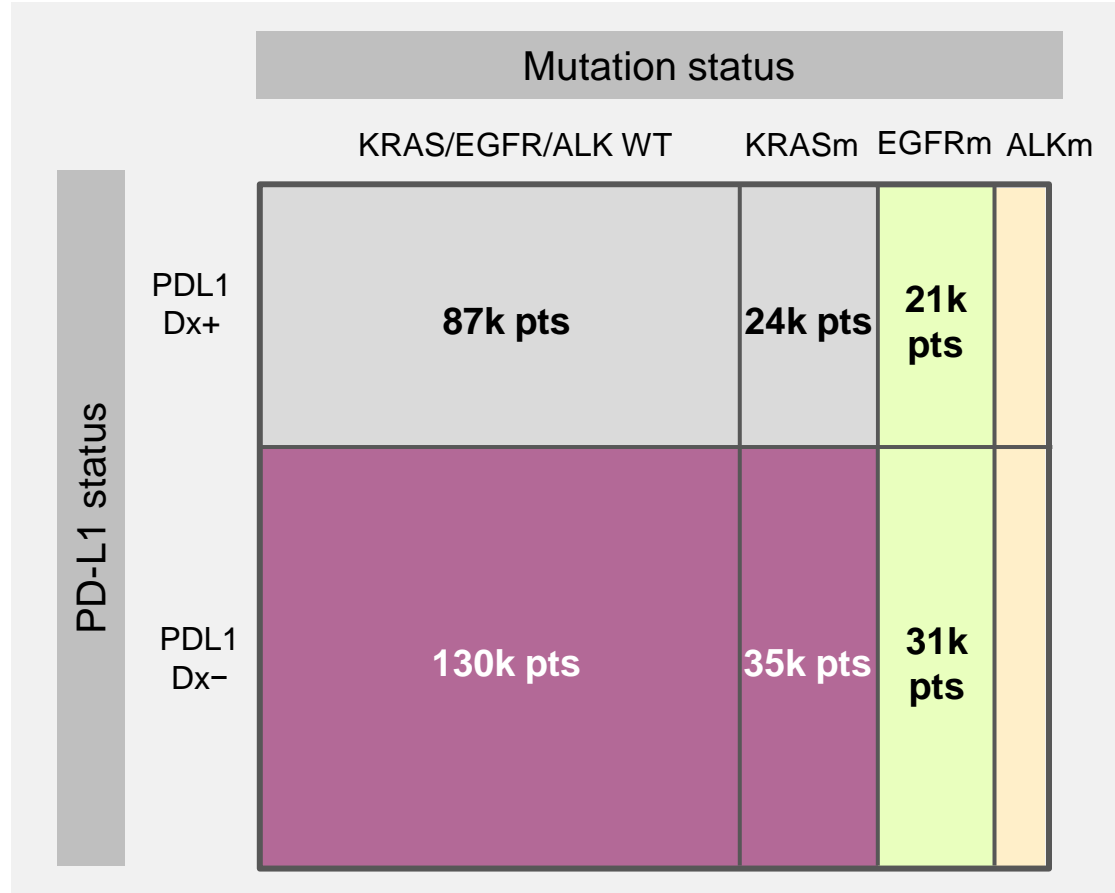 Mutation status
KRAS/EGFR/ALK WT KRASm EGFRm ALKm
PD-L1 status
PDL1
Dx+
87k pts
24k pts
21k
pts
PDL1
Dx−
130k pts
35k pts
31k
pts